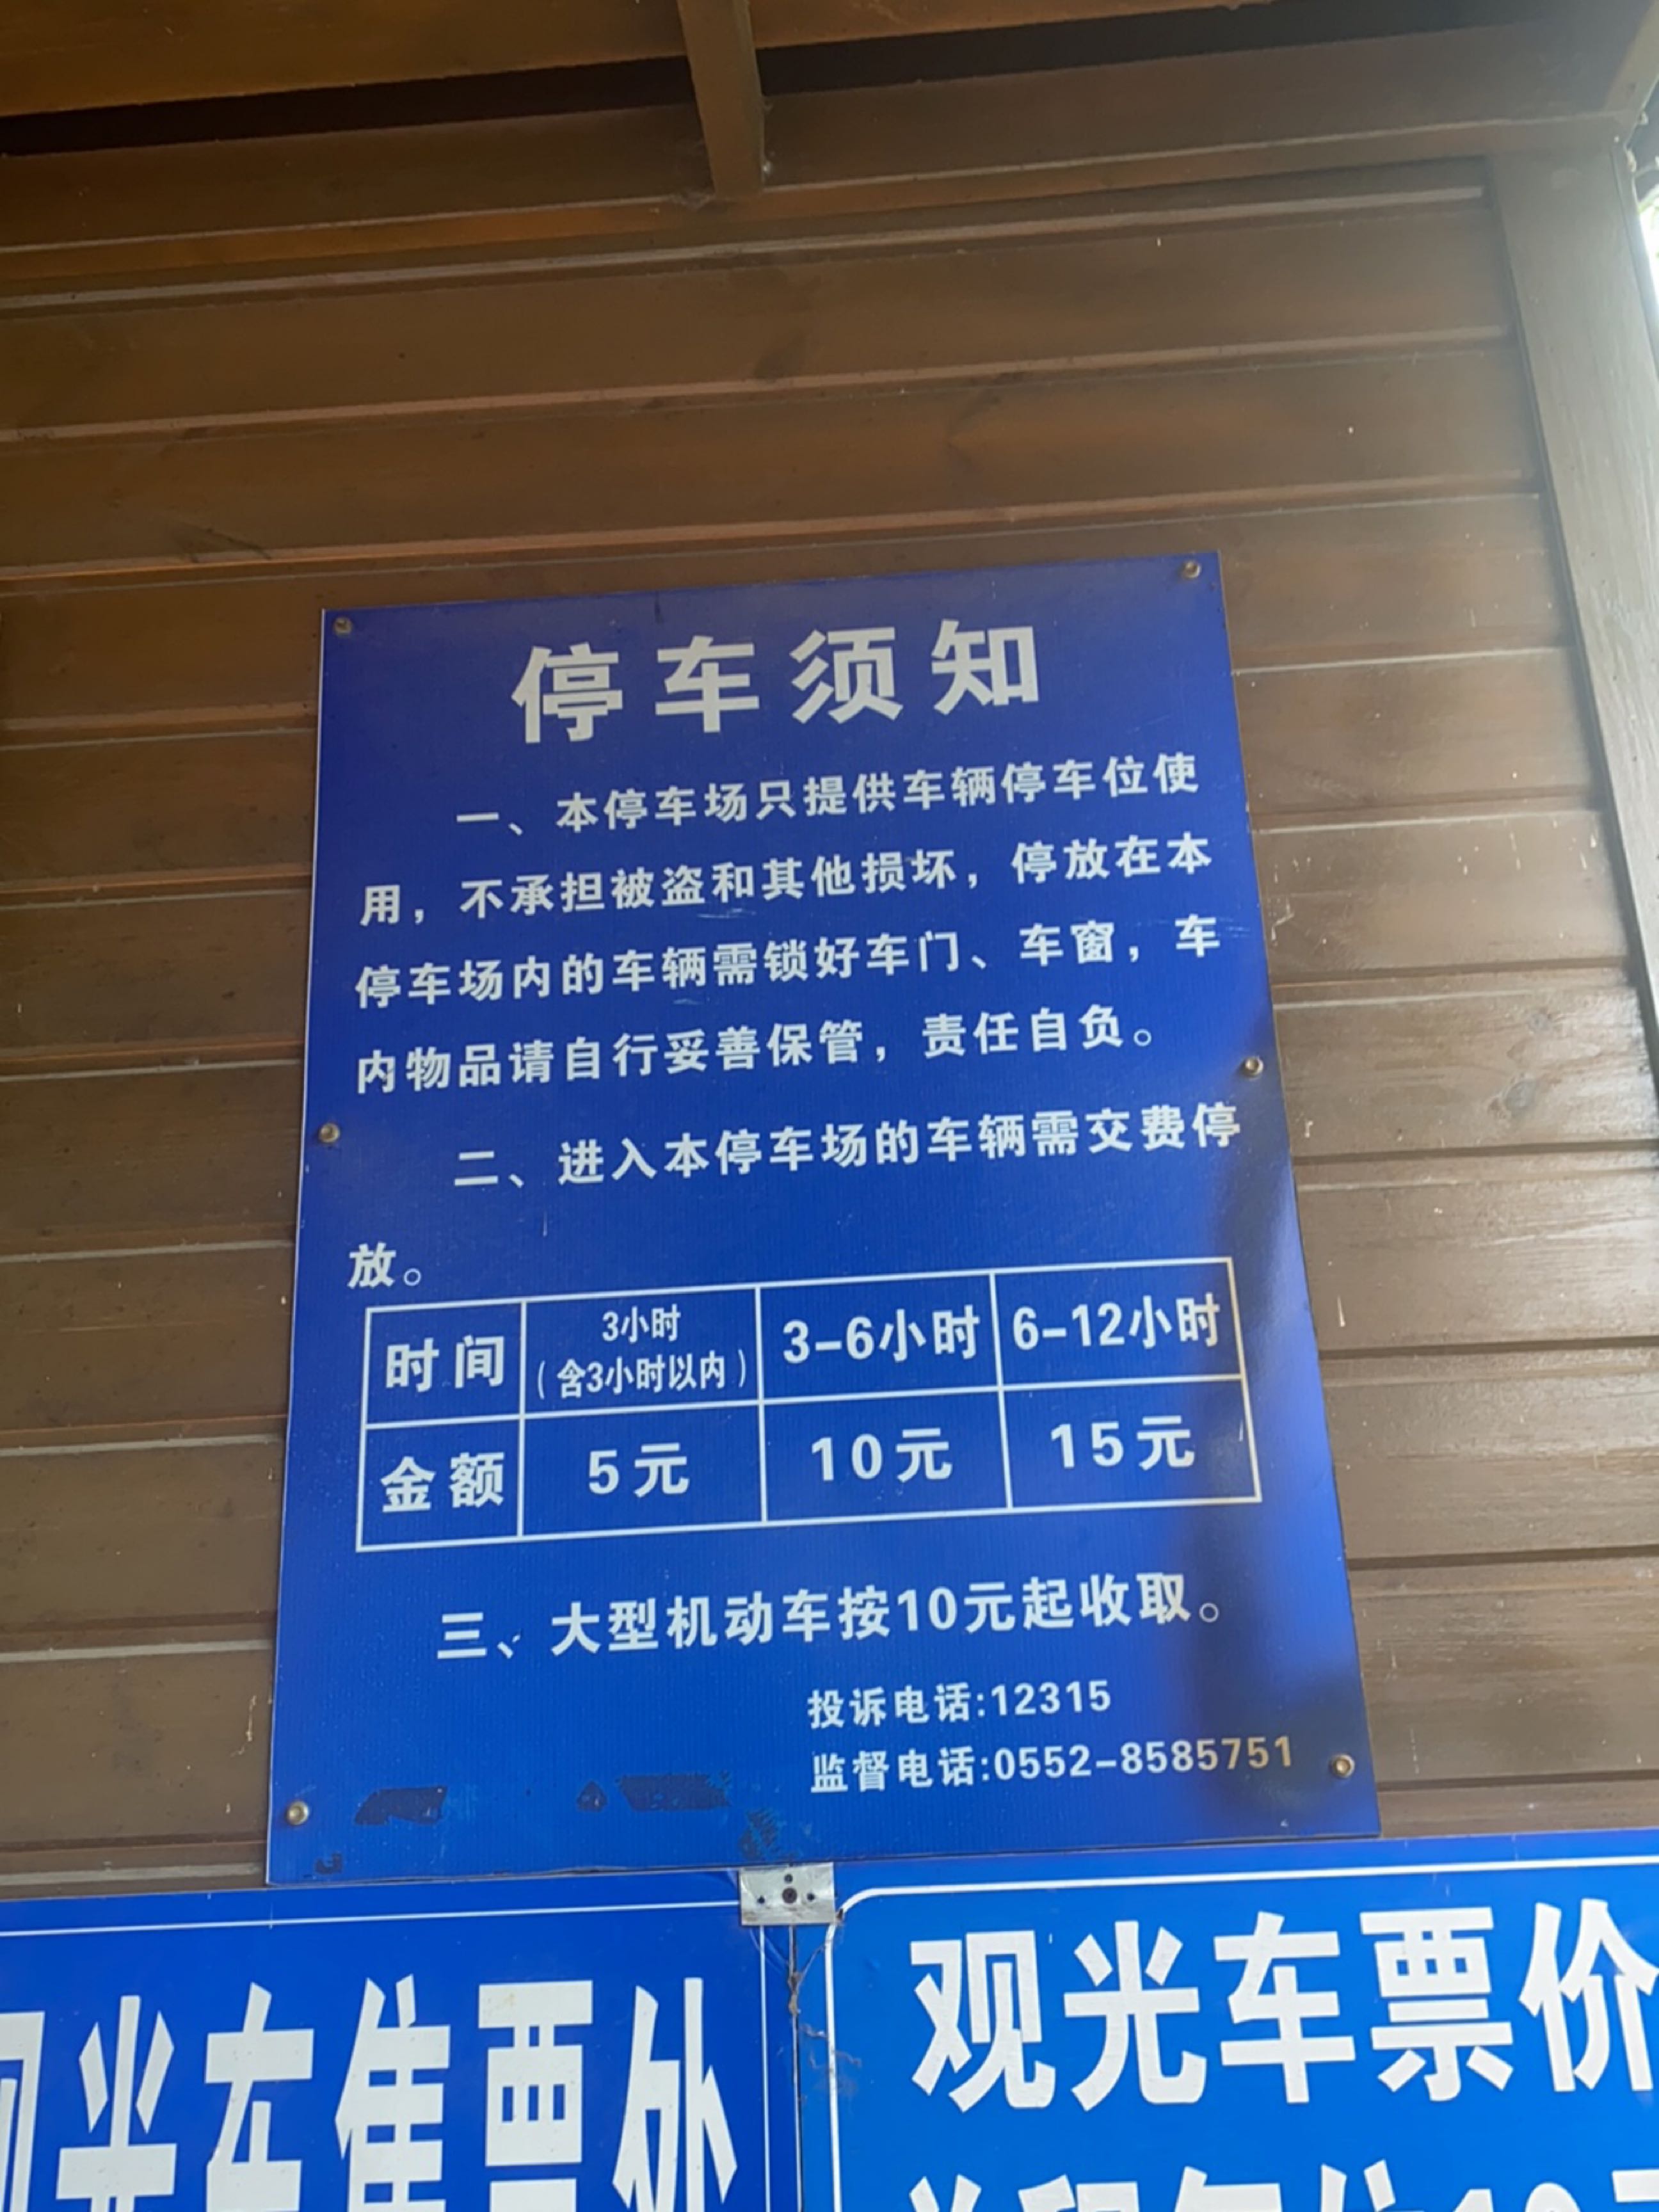 停车须知
一、本停车场只提供车辆停车位使
用，不承担被盗和其他损坏，停放在本
停车场内的车辆需锁好车门、车窗，车
内物品请自行妥善保管，责任自负。
二、进入本停车场的车辆需交费停
放。
时间 3小时（含3小时以内） 3-6小时 6-12小时
金额 5元 10元 15元
三、大型机动车按10元起收取。
投诉电话:12315
监督电话:0552-8585751
观光车售票处
观光车票价